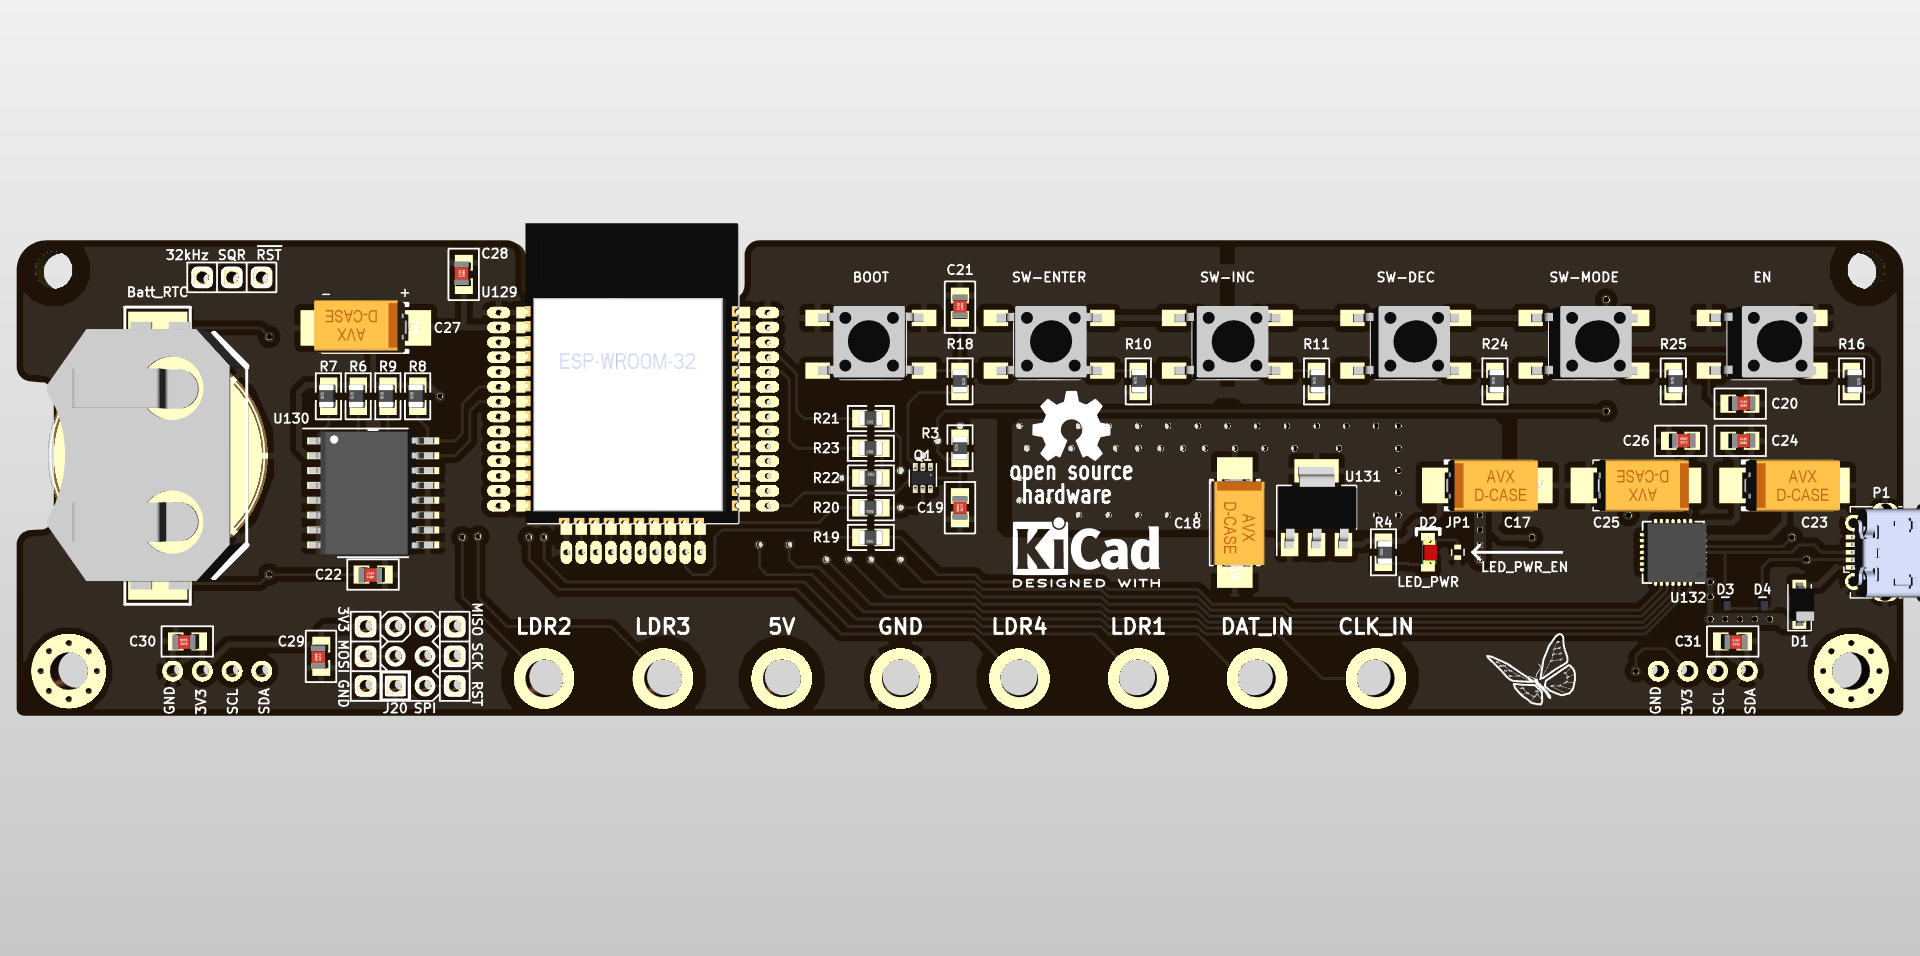 32kHz SQR RST
Batt_RTC
- +
AVX
D-CASE
C27
C28
U129
R7 R6 R9 R8
U130
C22
C30
C29
GND
3V3
SCL
SDA
3V3 MOSI GND
MISO SCK RST
J20 SPI
ESP-WROOM-32
BOOT
C21
SW-ENTER
SW-INC
SW-DEC
SW-MODE
EN
R18
R10
R11
R24
R25
R16
R21
R23
R22
R20
R19
R3
Q1
C19
open source
hardware
KiCad
DESIGNED WITH
C18
AVX
D-CASE
U131
R4
D2
JP1
LED_PWR
LED_PWR_EN
AVX
D-CASE
C17
AVX
D-CASE
C25
AVX
D-CASE
C23
C20
C26
C24
P1
U132
D3
D4
D1
C31
LDR2
LDR3
5V
GND
LDR4
LDR1
DAT_IN
CLK_IN
GND
3V3
SCL
SDA